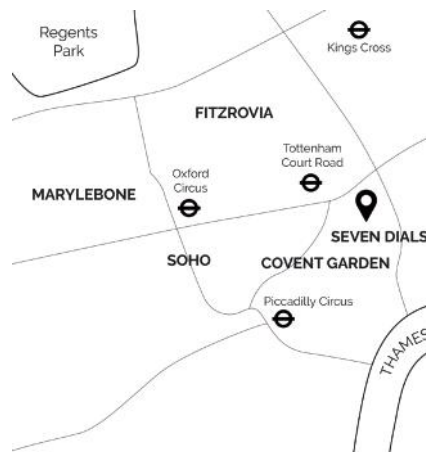 Regents
Park
Kings Cross
FITZROVIA
Tottenham
Court Road
Oxford
Circus
MARYLEBONE
SEVEN DIALS
SOHO
COVENT GARDEN
Piccadilly Circus
THAMES